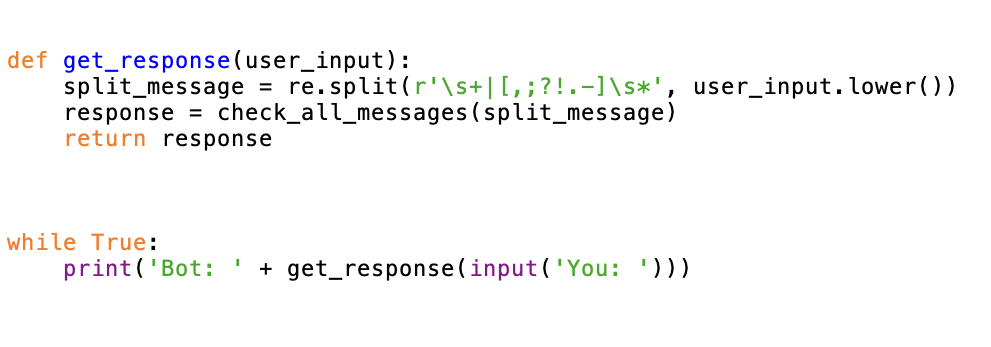 def get_response(user_input):
    split_message = re.split(r'\s+|[,;?!.-]\s*', user_input.lower())
    response = check_all_messages(split_message)
    return response
while True:
    print('Bot: ' + get_response(input('You: ')))